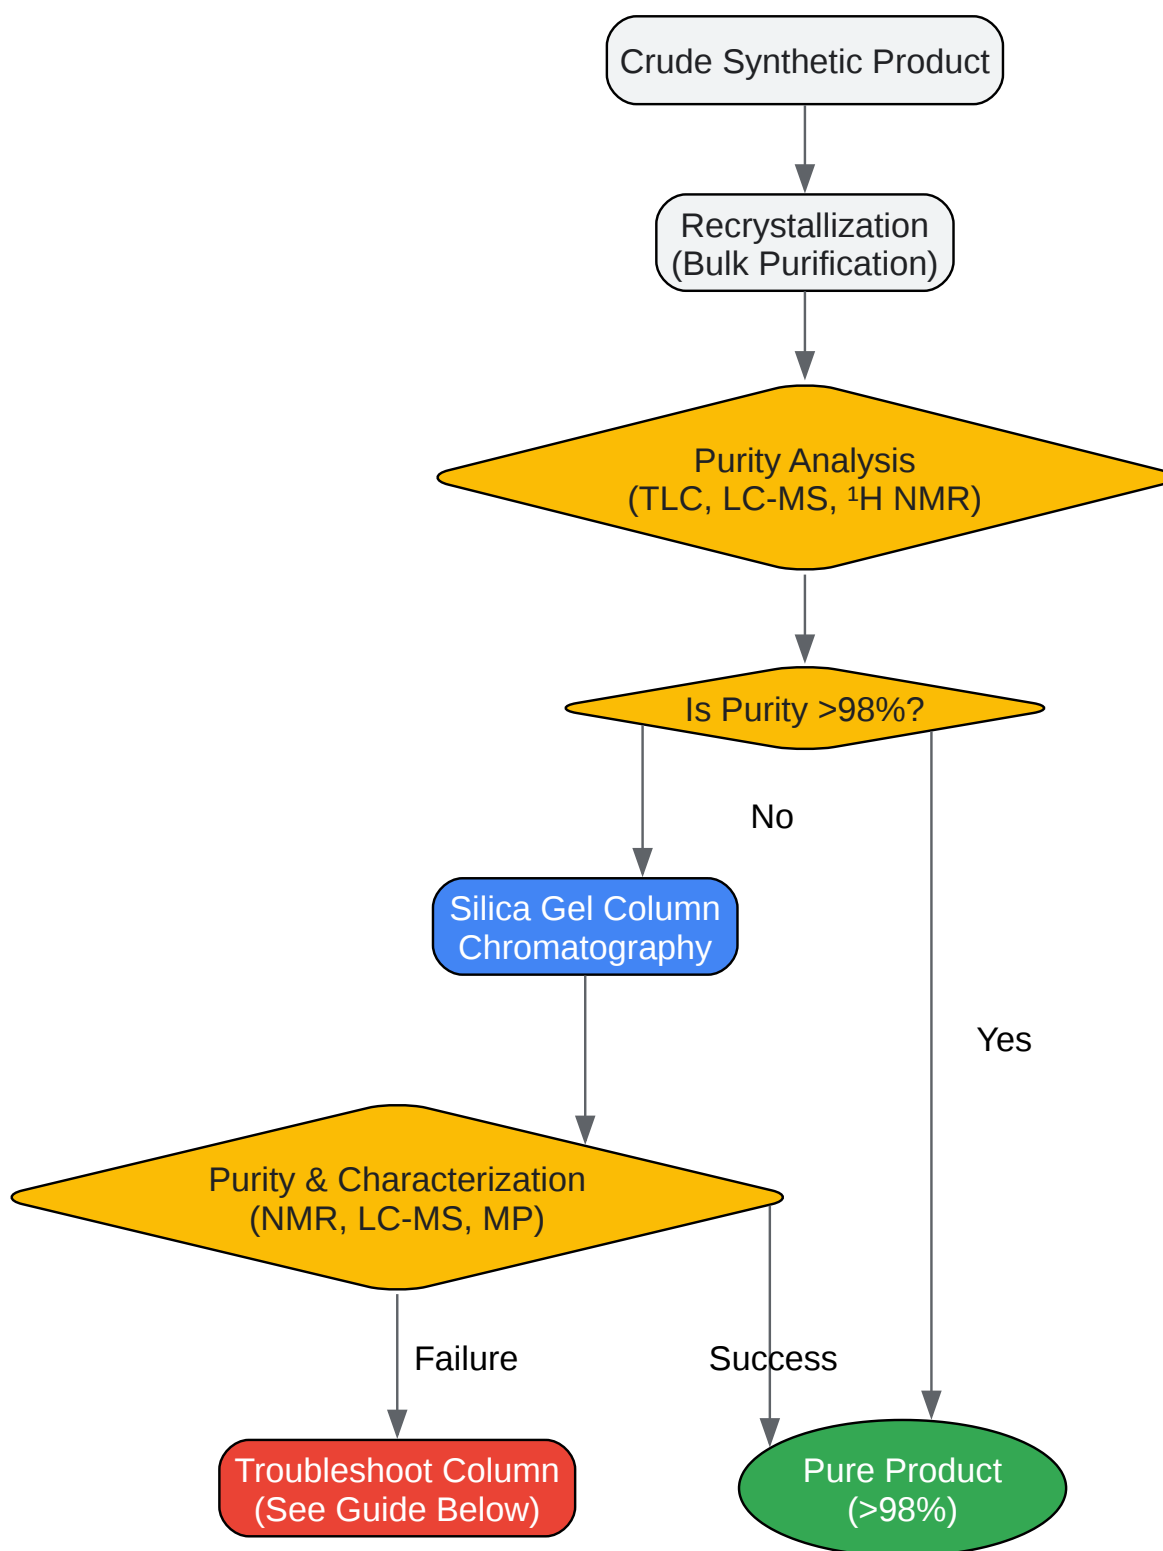 Crude Synthetic Product
Recrystallization
(Bulk Purification)
Purity Analysis
(TLC, LC-MS, ¹H NMR)
Is Purity >98%?
No
Silica Gel Column
Chromatography
Yes
Purity & Characterization
(NMR, LC-MS, MP)
Failure
Success
Troubleshoot Column
(See Guide Below)
Pure Product
(>98%)